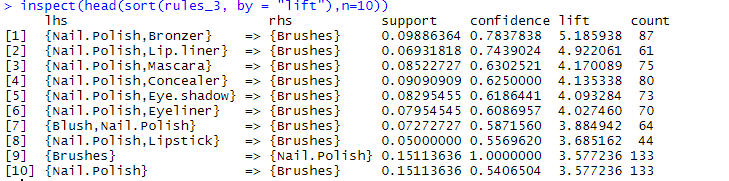 > inspect(head(sort(rules_3, by = "lift"),n=10))
lhs rhs support confidence lift count
[1] {Nail.Polish,Bronzer} => {Brushes} 0.09886364 0.7837838 5.185938 87
[2] {Nail.Polish,Lip.liner} => {Brushes} 0.06931818 0.7439024 4.922061 61
[3] {Nail.Polish,Mascara} => {Brushes} 0.08522727 0.6302521 4.170089 75
[4] {Nail.Polish,Concealer} => {Brushes} 0.09090909 0.6250000 4.135338 80
[5] {Nail.Polish,Eye.shadow} => {Brushes} 0.08295455 0.6186441 4.093284 73
[6] {Nail.Polish,Eyeliner} => {Brushes} 0.07954545 0.6086957 4.027460 70
[7] {Blush,Nail.Polish} => {Brushes} 0.07272727 0.5871560 3.884942 64
[8] {Nail.Polish,Lipstick} => {Brushes} 0.05000000 0.5569620 3.685162 44
[9] {Brushes} => {Nail.Polish} 0.15113636 1.0000000 3.577236 133
[10] {Nail.Polish} => {Brushes} 0.15113636 0.5406504 3.577236 133